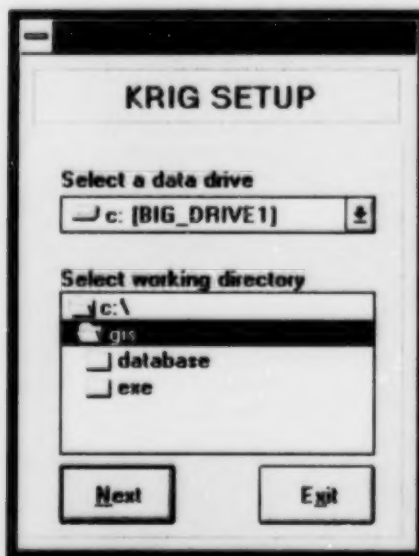 KRIG SETUP
Select a data drive
c: [BIG_DRIVE1]
Select working directory
c:\
gis
database
exe
Next
Exit